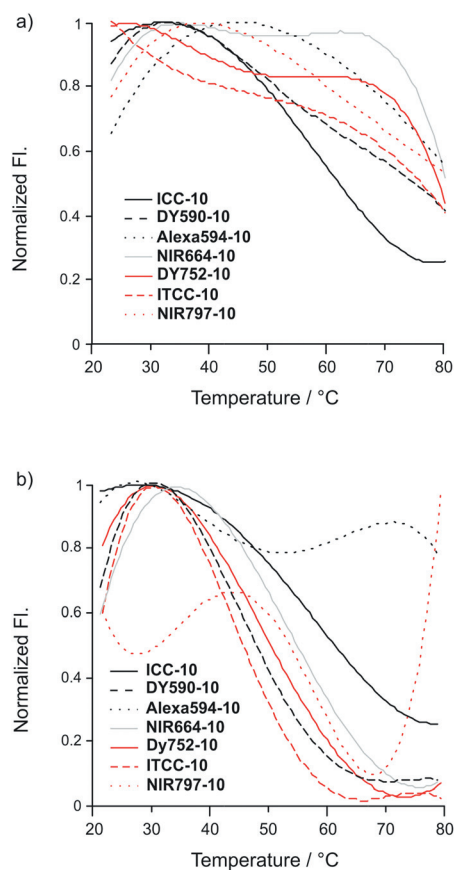 a)
Normalized Fl.
1
0.8
0.6
0.4
0.2
0
ICC-10
DY590-10
Alexa594-10
NIR664-10
DY752-10
ITCC-10
NIR797-10
20 30 40 50 60 70 80
Temperature / °C
b)
Normalized Fl.
1
0.8
0.6
0.4
0.2
0
ICC-10
DY590-10
Alexa594-10
NIR664-10
Dy752-10
ITCC-10
NIR797-10
20 30 40 50 60 70 80
Temperature / °C